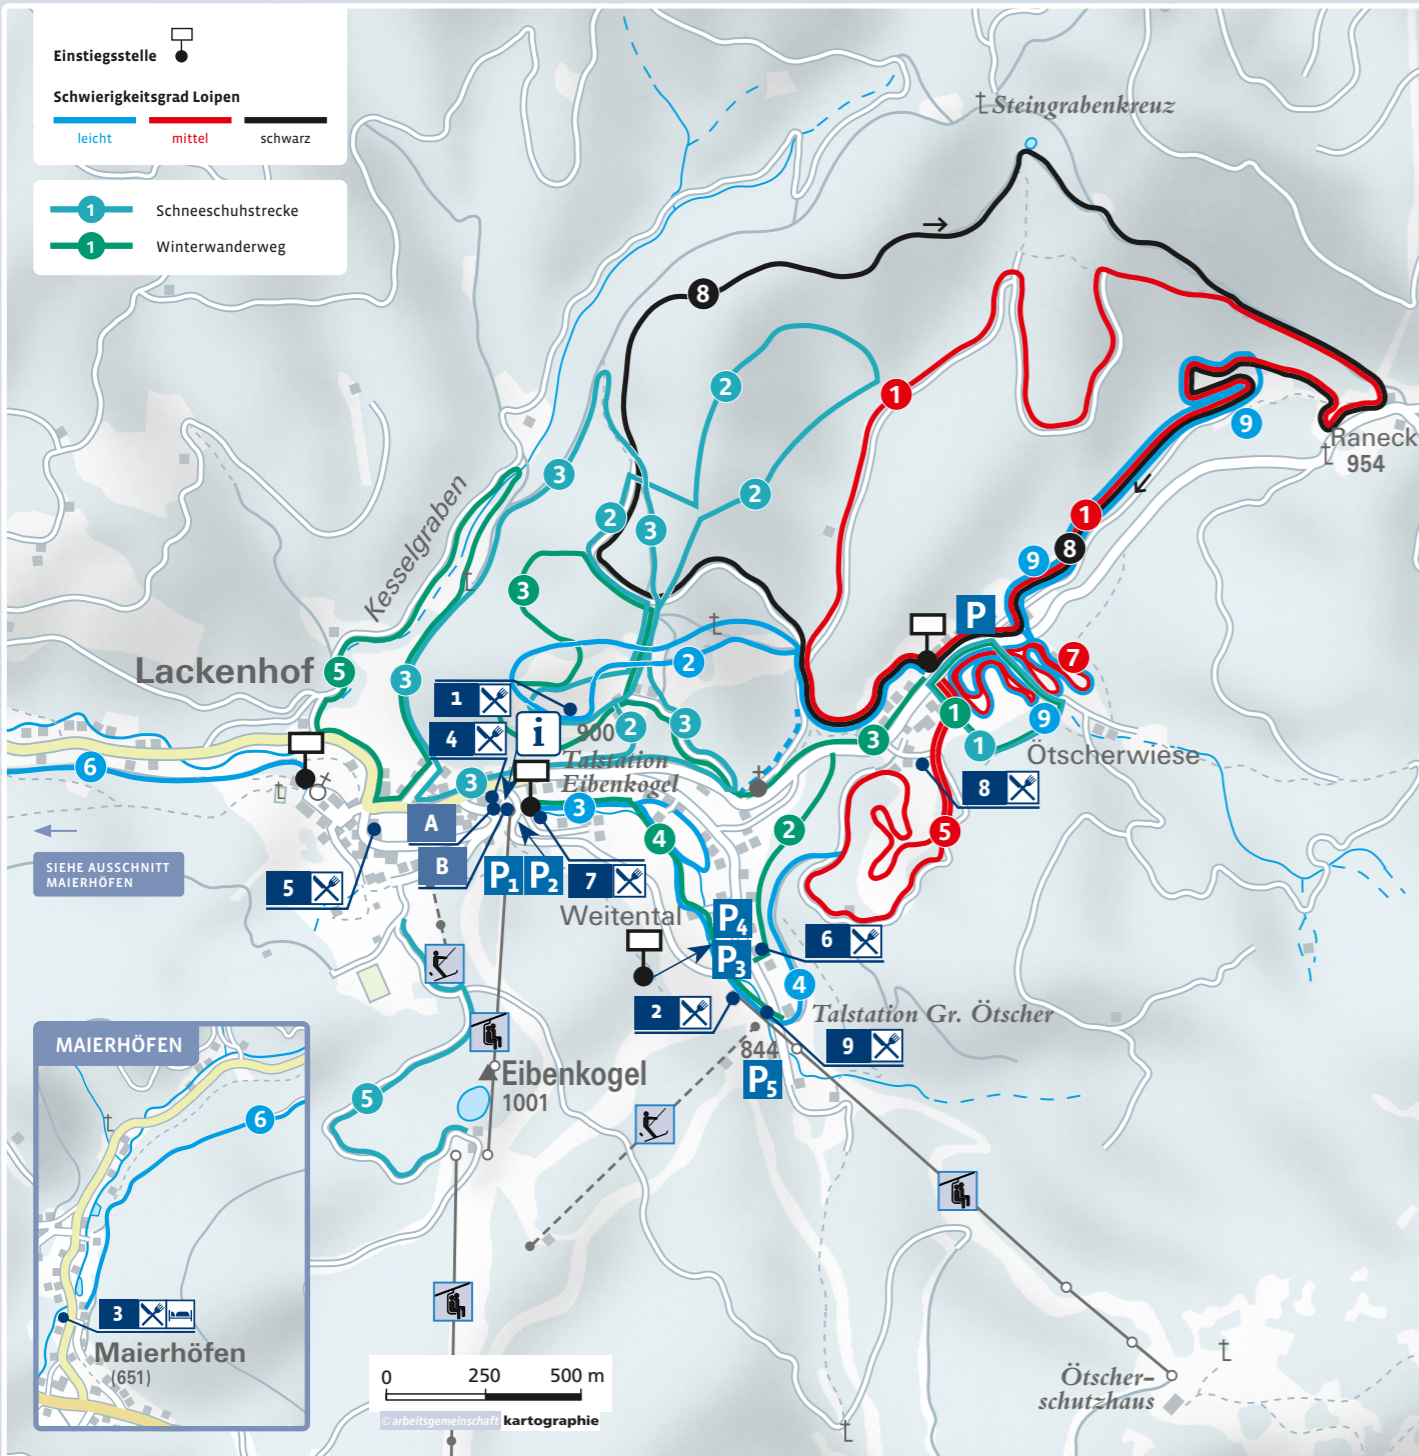 Einstiegsstelle
Schwierigkeitsgrad Loipen
leicht mittel schwarz
1 Schneeschuhstrecke
1 Winterwanderweg
Steingrabenkreuz
8
2
1
9
Raneck
954
3
2
2
3
1
8
9
Kesselgraben
3
P
Lackenhof
5
3
2
7
1
4
i
900
2
3
3
1
9
1
Ötscherwiese
Talstation
Eibenkogel
6
3
3
8
A
4
2
5
SIEHE AUSSCHNITT
MAIERHÖFEN
B
5
P1 P2
7
Weitental
P4
P3
6
2
4
Talstation Gr. Ötscher
844
9
P5
MAIERHÖFEN
Eibenkogel
1001
5
6
3
Maierhöfen
(651)
0 250 500 m
© arbeitsgemeinschaft kartographie
Ötscher-
schutzhaus